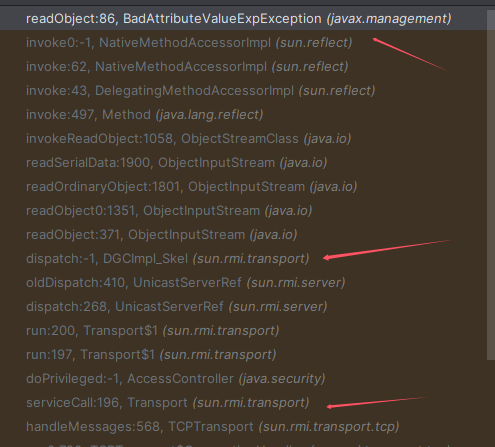 readObject:86, BadAttributeValueExpException (javax.management)
invoke0:-1, NativeMethodAccessorImpl (sun.reflect)
invoke:62, NativeMethodAccessorImpl (sun.reflect)
invoke:43, DelegatingMethodAccessorImpl (sun.reflect)
invoke:497, Method (java.lang.reflect)
invokeReadObject:1058, ObjectStreamClass (java.io)
readSerialData:1900, ObjectInputStream (java.io)
readOrdinaryObject:1801, ObjectInputStream (java.io)
readObject0:1351, ObjectInputStream (java.io)
readObject:371, ObjectInputStream (java.io)
dispatch:-1, DGCImpl_Skel (sun.rmi.transport)
oldDispatch:410, UnicastServerRef (sun.rmi.server)
dispatch:268, UnicastServerRef (sun.rmi.server)
run:200, Transport$1 (sun.rmi.transport)
run:197, Transport$1 (sun.rmi.transport)
doPrivileged:-1, AccessController (java.security)
serviceCall:196, Transport (sun.rmi.transport)
handleMessages:568, TCPTransport (sun.rmi.transport.tcp)